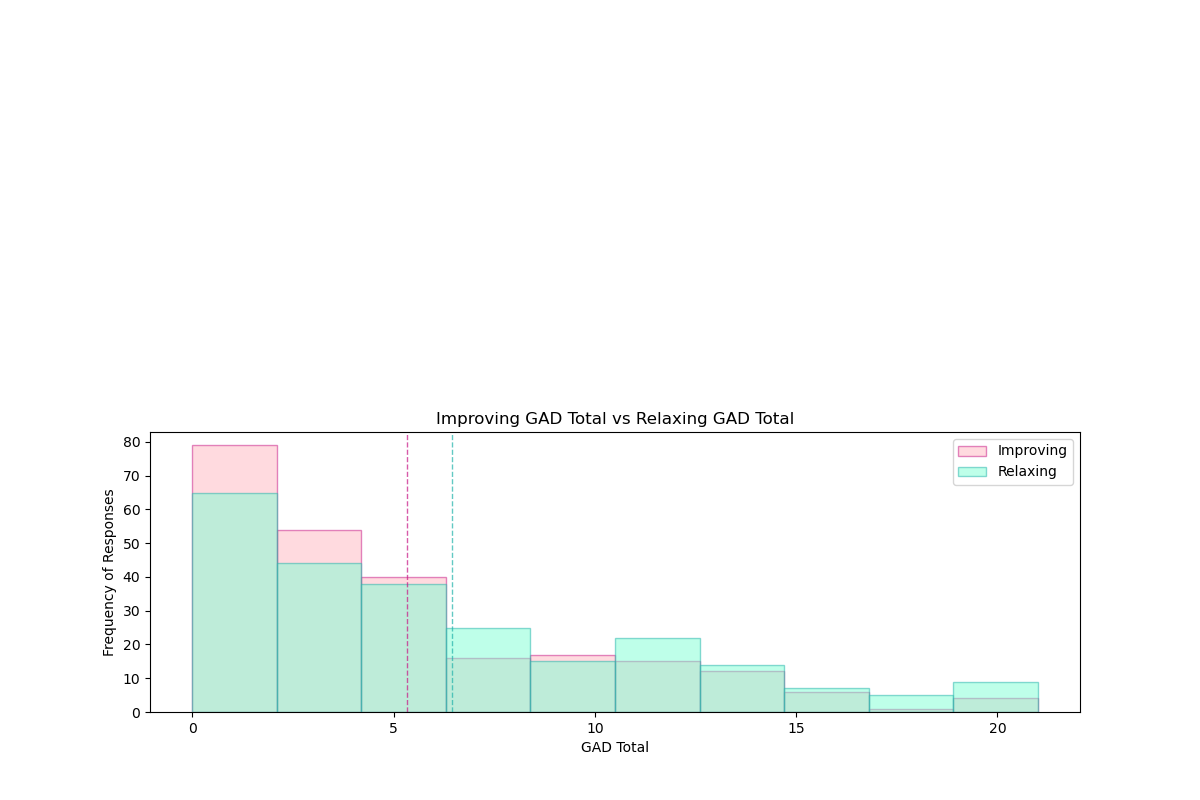 Improving GAD Total vs Relaxing GAD Total
Improving
Relaxing
Frequency of Responses
80
70
60
50
40
30
20
10
0
0 5 10 15 20
GAD Total